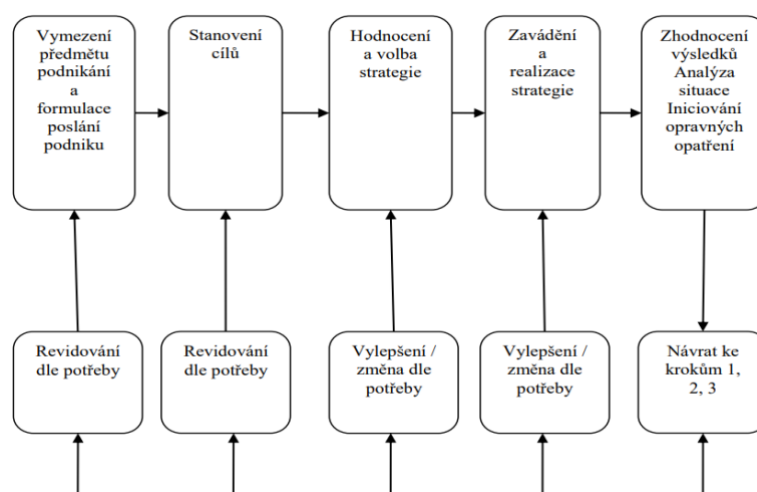 Vymezení
předmětu
podnikání
a
formulace
poslání
podniku
Stanovení
cílů
Hodnocení
a volba
strategie
Zavádění
a
realizace
strategie
Zhodnocení
výsledků
Analýza
situace
Iniciování
opravných
opatření
Revidování
dle potřeby
Revidování
dle potřeby
Vylepšení /
změna dle
potřeby
Vylepšení /
změna dle
potřeby
Návrat ke
krokům 1,
2, 3